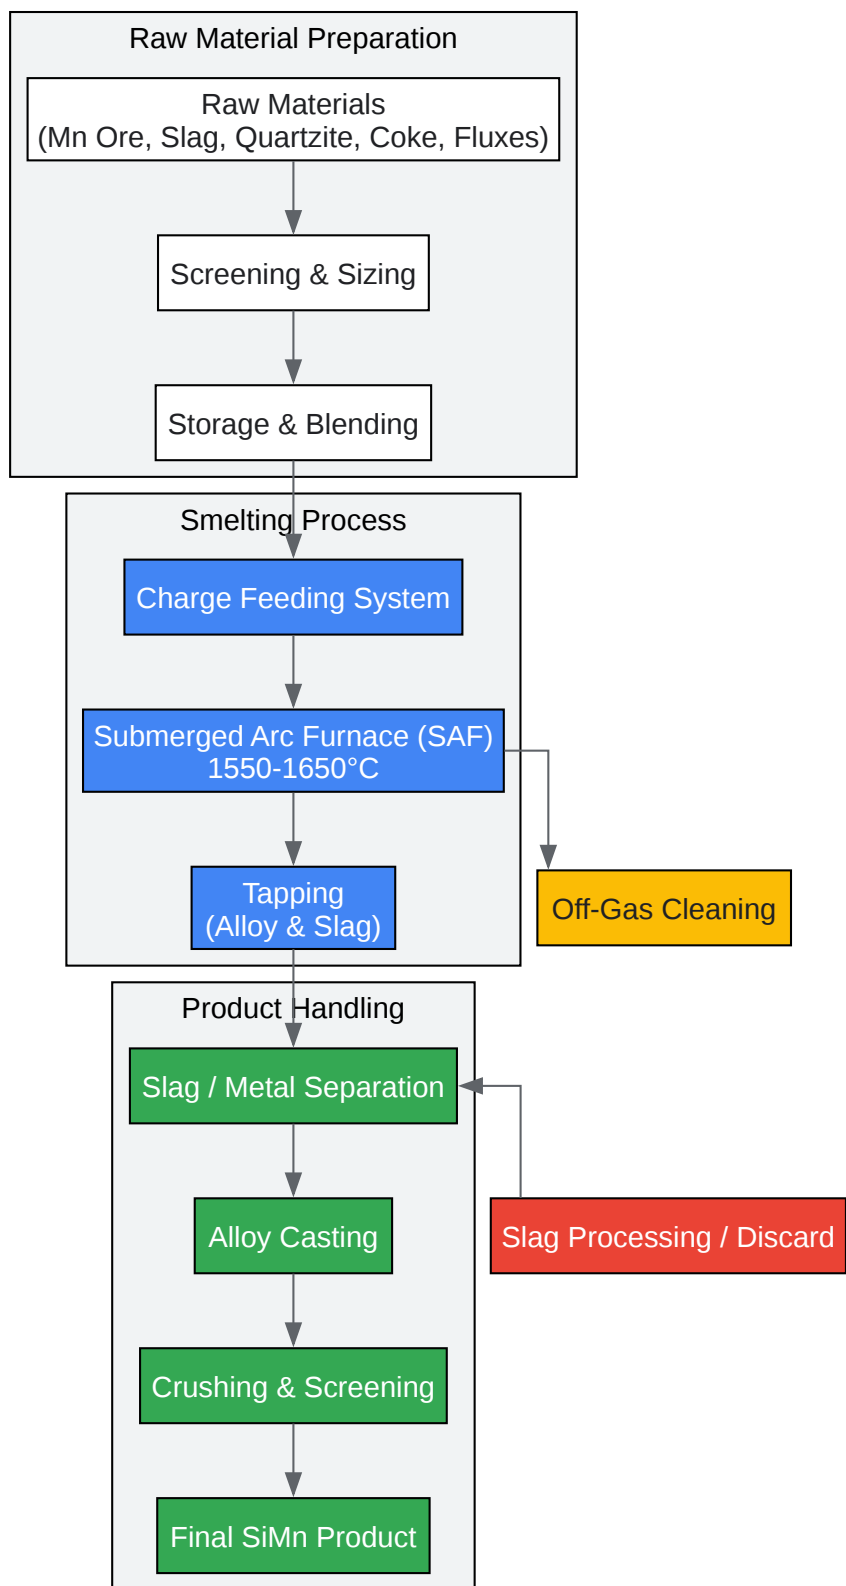 Raw Material Preparation
Raw Materials
(Mn Ore, Slag, Quartzite, Coke, Fluxes)
Screening & Sizing
Storage & Blending
Smelting Process
Charge Feeding System
Submerged Arc Furnace (SAF)
1550-1650°C
Tapping
(Alloy & Slag)
Off-Gas Cleaning
Product Handling
Slag / Metal Separation
Alloy Casting
Slag Processing / Discard
Crushing & Screening
Final SiMn Product